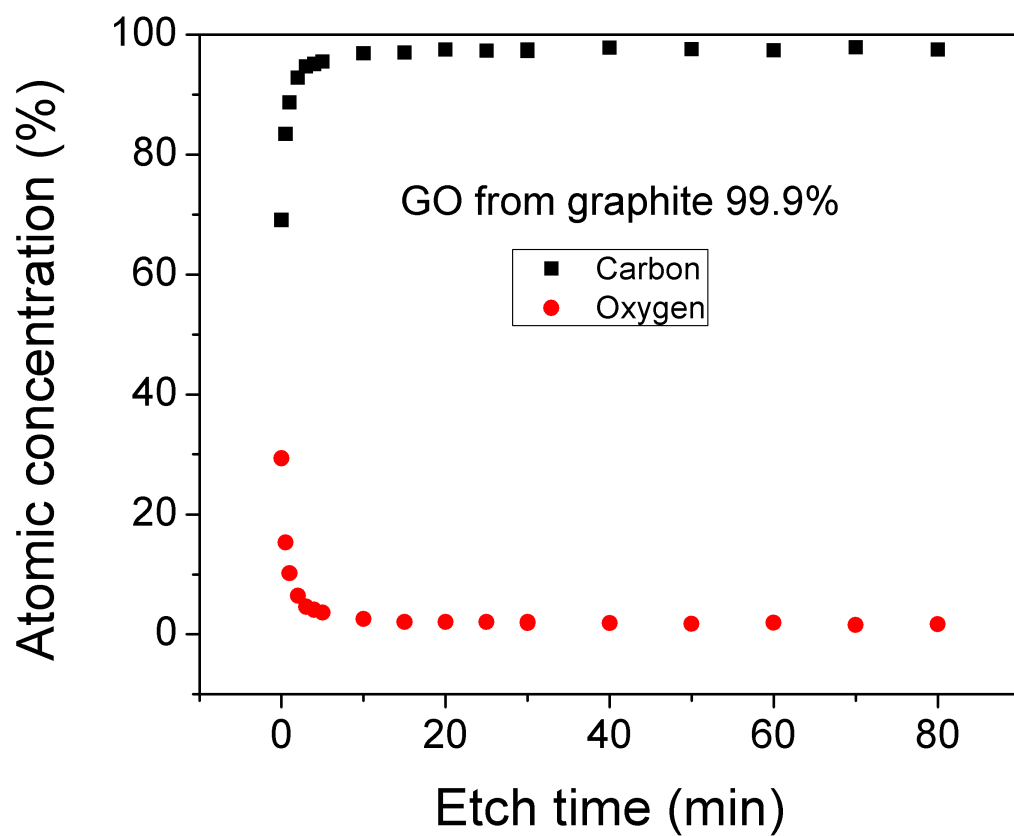 Atomic concentration (%)
100
80
60
40
20
0
GO from graphite 99.9%
Carbon
Oxygen
0 20 40 60 80
Etch time (min)